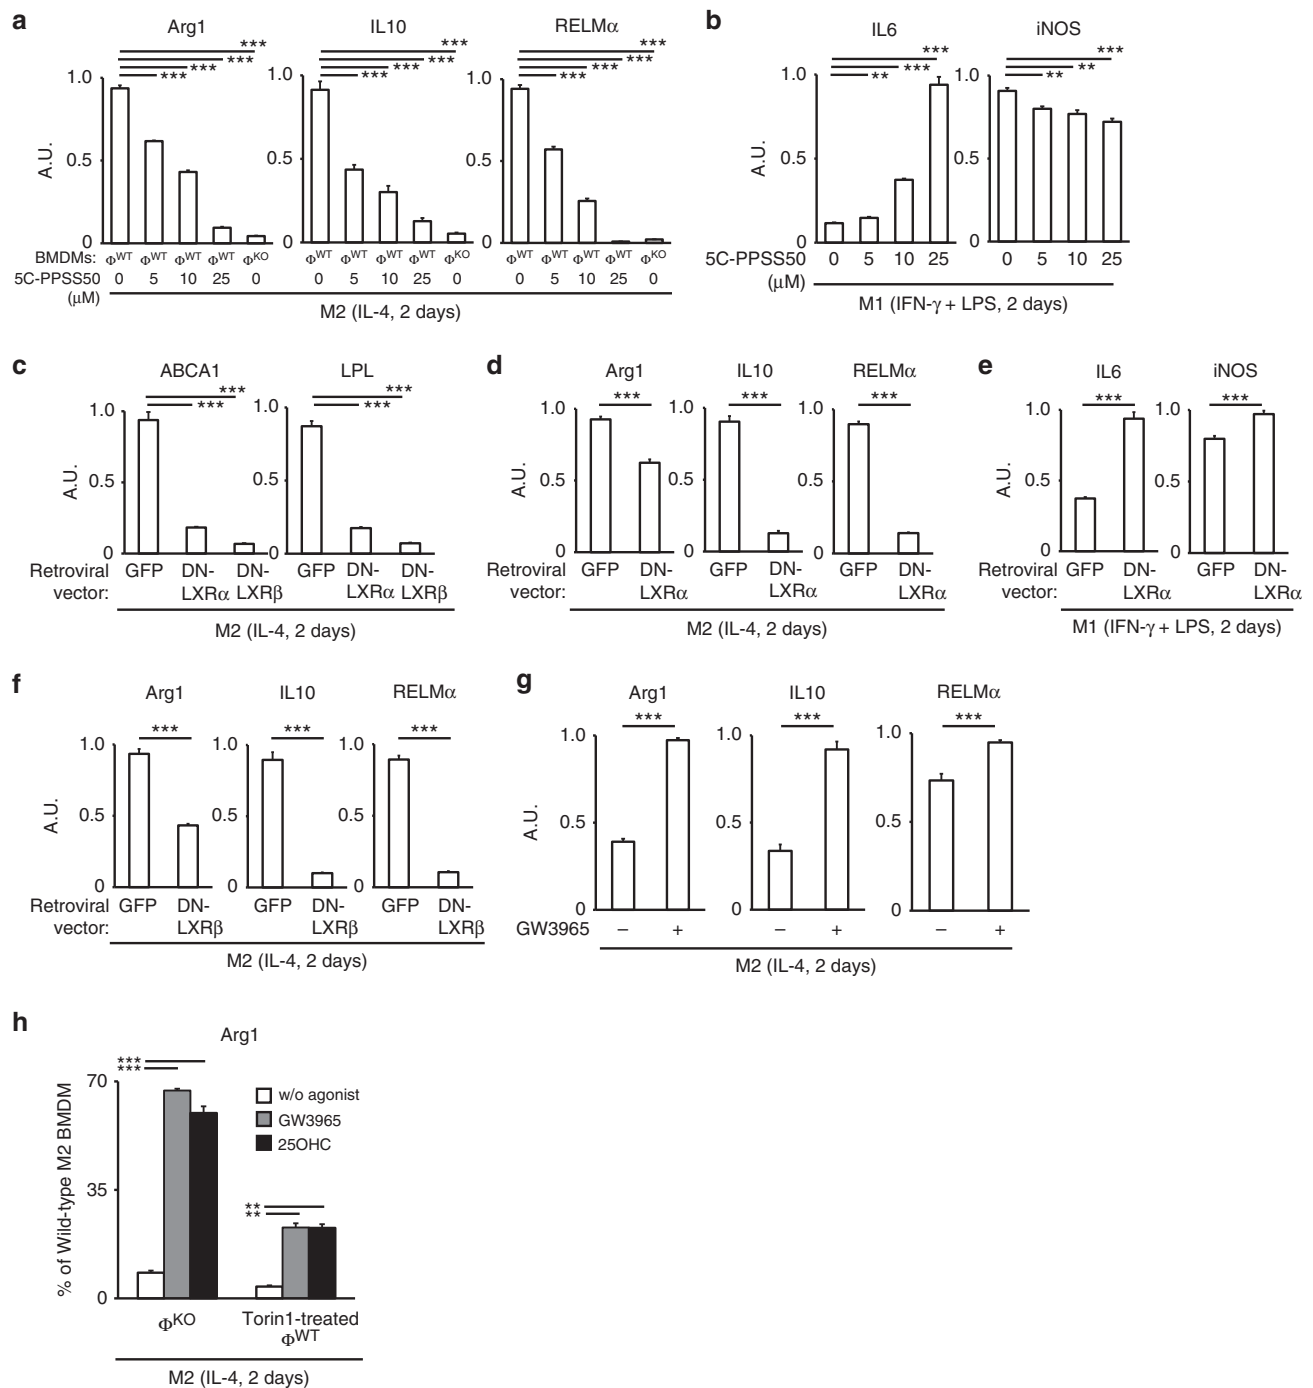 a
Arg1 IL10 RELMα
*** *** ***
*** *** ***
*** *** ***
*** *** ***
A.U.
1.0 1.0 1.0
0.5 0.5 0.5
0 0 0
BMDMs: ΦWT ΦWT ΦWT ΦWT ΦKO ΦWT ΦWT ΦWT ΦWT ΦKO ΦWT ΦWT ΦWT ΦWT ΦKO
5C-PPSS50 0 5 10 25 0 0 5 10 25 0 0 5 10 25 0
(μM)
M2 (IL-4, 2 days)
b
IL6 iNOS
*** ***
*** **
** **
A.U.
1.0 1.0
0.5 0.5
0 0
5C-PPSS50 0 5 10 25 0 5 10 25
(μM)
M1 (IFN-γ + LPS, 2 days)
c
ABCA1 LPL
*** ***
*** ***
A.U.
1.0 1.0
0.5 0.5
0 0
Retroviral GFP DN- DN- GFP DN- DN-
vector: LXRα LXRβ LXRα LXRβ
M2 (IL-4, 2 days)
d
Arg1 IL10 RELMα
*** *** ***
A.U.
1.0 1.0 1.0
0.5 0.5 0.5
0 0 0
Retroviral GFP DN- GFP DN- GFP DN-
vector: LXRα LXRα LXRα
M2 (IL-4, 2 days)
e
IL6 iNOS
*** ***
A.U.
1.0 1.0
0.5 0.5
0 0
Retroviral GFP DN- GFP DN-
vector: LXRα LXRα
M1 (IFN-γ + LPS, 2 days)
f
Arg1 IL10 RELMα
*** *** ***
A.U.
1.0 1.0 1.0
0.5 0.5 0.5
0 0 0
Retroviral GFP DN- GFP DN- GFP DN-
vector: LXRβ LXRβ LXRβ
M2 (IL-4, 2 days)
g
Arg1 IL10 RELMα
*** *** ***
A.U.
1.0 1.0 1.0
0.5 0.5 0.5
0 0 0
GW3965 – + – + – +
M2 (IL-4, 2 days)
h
Arg1
***
***
% of Wild-type M2 BMDM
70
35
0
w/o agonist
GW3965
25OHC
**
**
ΦKO Torin1-treated
ΦWT
M2 (IL-4, 2 days)